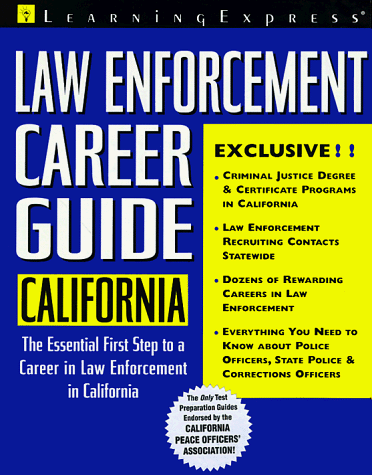 LearningExpress®
LAW ENFORCEMENT
CAREER
GUIDE
CALIFORNIA
The Essential First Step to a
Career in Law Enforcement
in California
EXCLUSIVE!!
• CRIMINAL JUSTICE DEGREE
& CERTIFICATE PROGRAMS
IN CALIFORNIA
• LAW ENFORCEMENT
RECRUITING CONTACTS
STATEWIDE
• DOZENS OF REWARDING
CAREERS IN LAW
ENFORCEMENT
• EVERYTHING YOU NEED TO
KNOW ABOUT POLICE
OFFICERS, STATE POLICE &
CORRECTIONS OFFICERS
The Only Test
Preparation Guides
Endorsed by the
CALIFORNIA
PEACE OFFICERS'
ASSOCIATION!